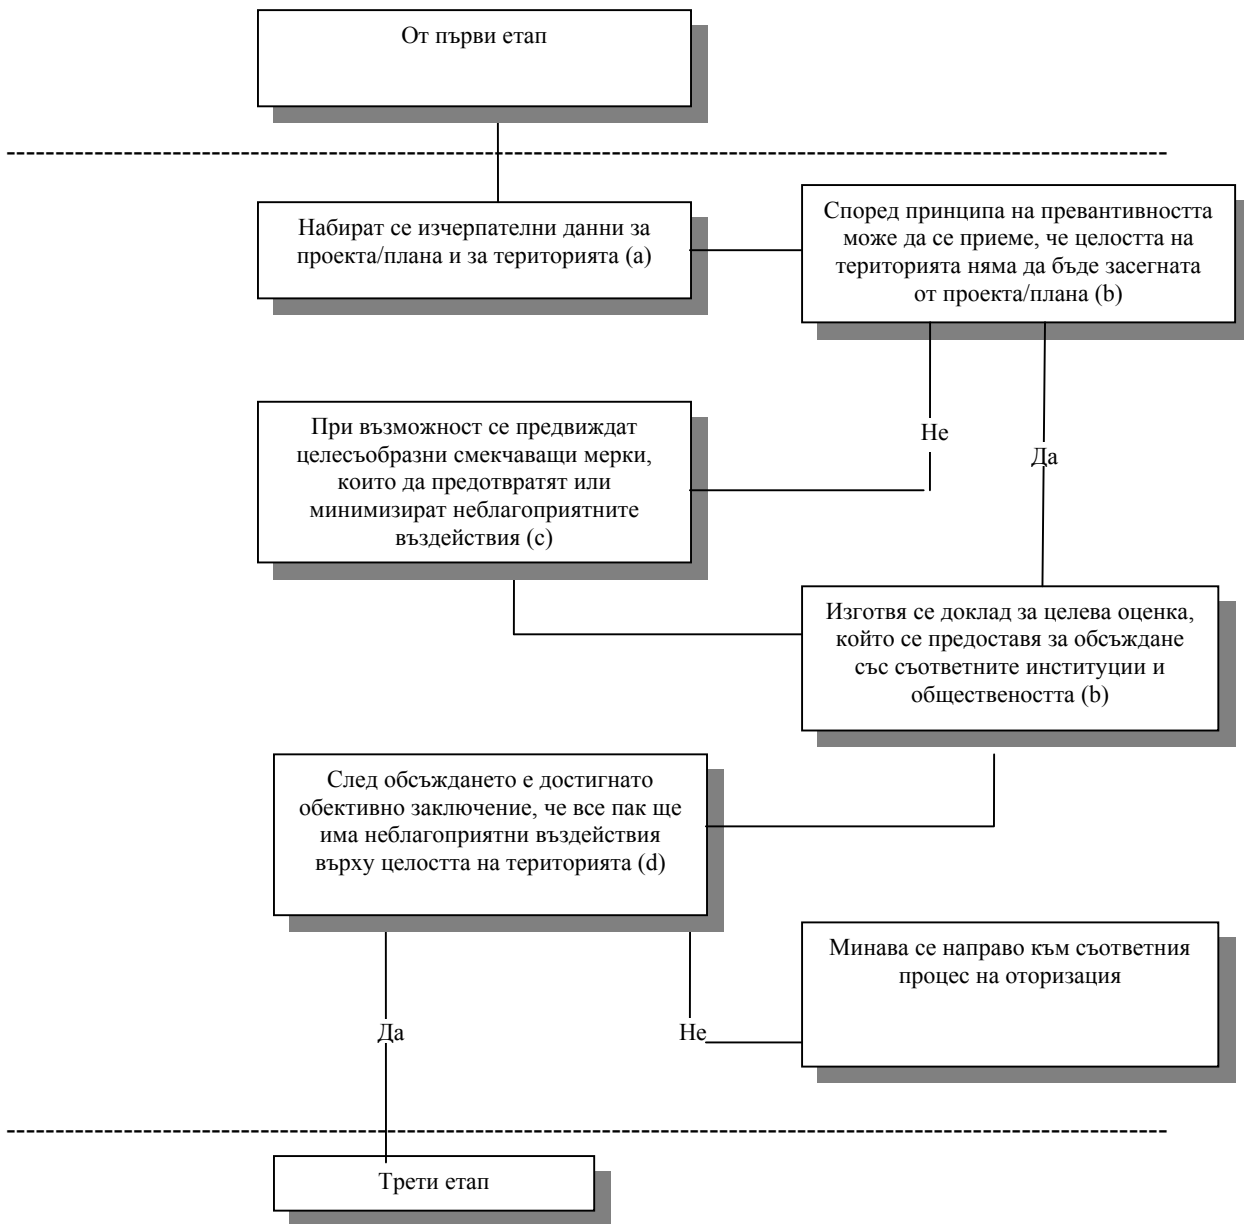 От първи етап
Набират се изчерпателни данни за
проекта/плана и за територията (a)
Според принципа на превантивността
може да се приеме, че целостта на
територията няма да бъде засегната
от проекта/плана (b)
Не
Да
При възможност се предвиждат
целесъобразни смекчаващи мерки,
които да предотвратят или
минимизират неблагоприятните
въздействия (c)
Изготвя се доклад за целева оценка,
който се предоставя за обсъждане
със съответните институции и
обществеността (b)
След обсъждането е достигнато
обективно заключение, че все пак ще
има неблагоприятни въздействия
върху целостта на територията (d)
Минава се направо към съответния
процес на оторизация
Да
Не
Трети етап